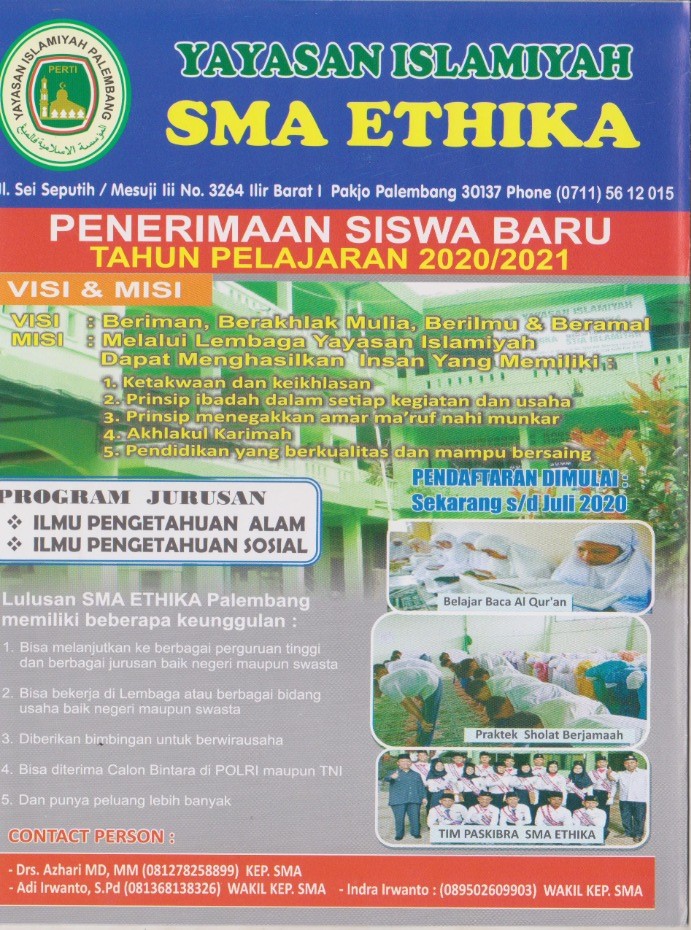 YAYASAN ISLAMIYAH PALEMBANG
PERTI
YAYASAN ISLAMIYAH
SMA ETHIKA
Jl. Sei Seputih / Mesuji Iii No. 3264 Ilir Barat I Pakjo Palembang 30137 Phone (0711) 56 12 015
PENERIMAAN SISWA BARU
TAHUN PELAJARAN 2020/2021
VISI & MISI
VISI : Beriman, Berakhlak Mulia, Berilmu & Beramal
MISI : Melalui Lembaga Yayasan Islamiyah
Dapat Menghasilkan Insan Yang Memiliki :
1. Ketakwaan dan keikhlasan
2. Prinsip ibadah dalam setiap kegiatan dan usaha
3. Prinsip menegakkan amar ma'ruf nahi munkar
4. Akhlakul Karimah
5. Pendidikan yang berkualitas dan mampu bersaing
PENDAFTARAN DIMULAI :
Sekarang s/d Juli 2020
PROGRAM JURUSAN
❖ ILMU PENGETAHUAN ALAM
❖ ILMU PENGETAHUAN SOSIAL
Lulusan SMA ETHIKA Palembang
memiliki beberapa keunggulan :
1. Bisa melanjutkan ke berbagai perguruan tinggi
dan berbagai jurusan baik negeri maupun swasta
2. Bisa bekerja di Lembaga atau berbagai bidang
usaha baik negeri maupun swasta
3. Diberikan bimbingan untuk berwirausaha
4. Bisa diterima Calon Bintara di POLRI maupun TNI
5. Dan punya peluang lebih banyak
Belajar Baca Al Qur'an
Praktek Sholat Berjamaah
TIM PASKIBRA SMA ETHIKA
CONTACT PERSON :
- Drs. Azhari MD, MM (081278258899) KEP. SMA
- Adi Irwanto, S.Pd (081368138326) WAKIL KEP. SMA - Indra Irwanto : (089502609903) WAKIL KEP. SMA